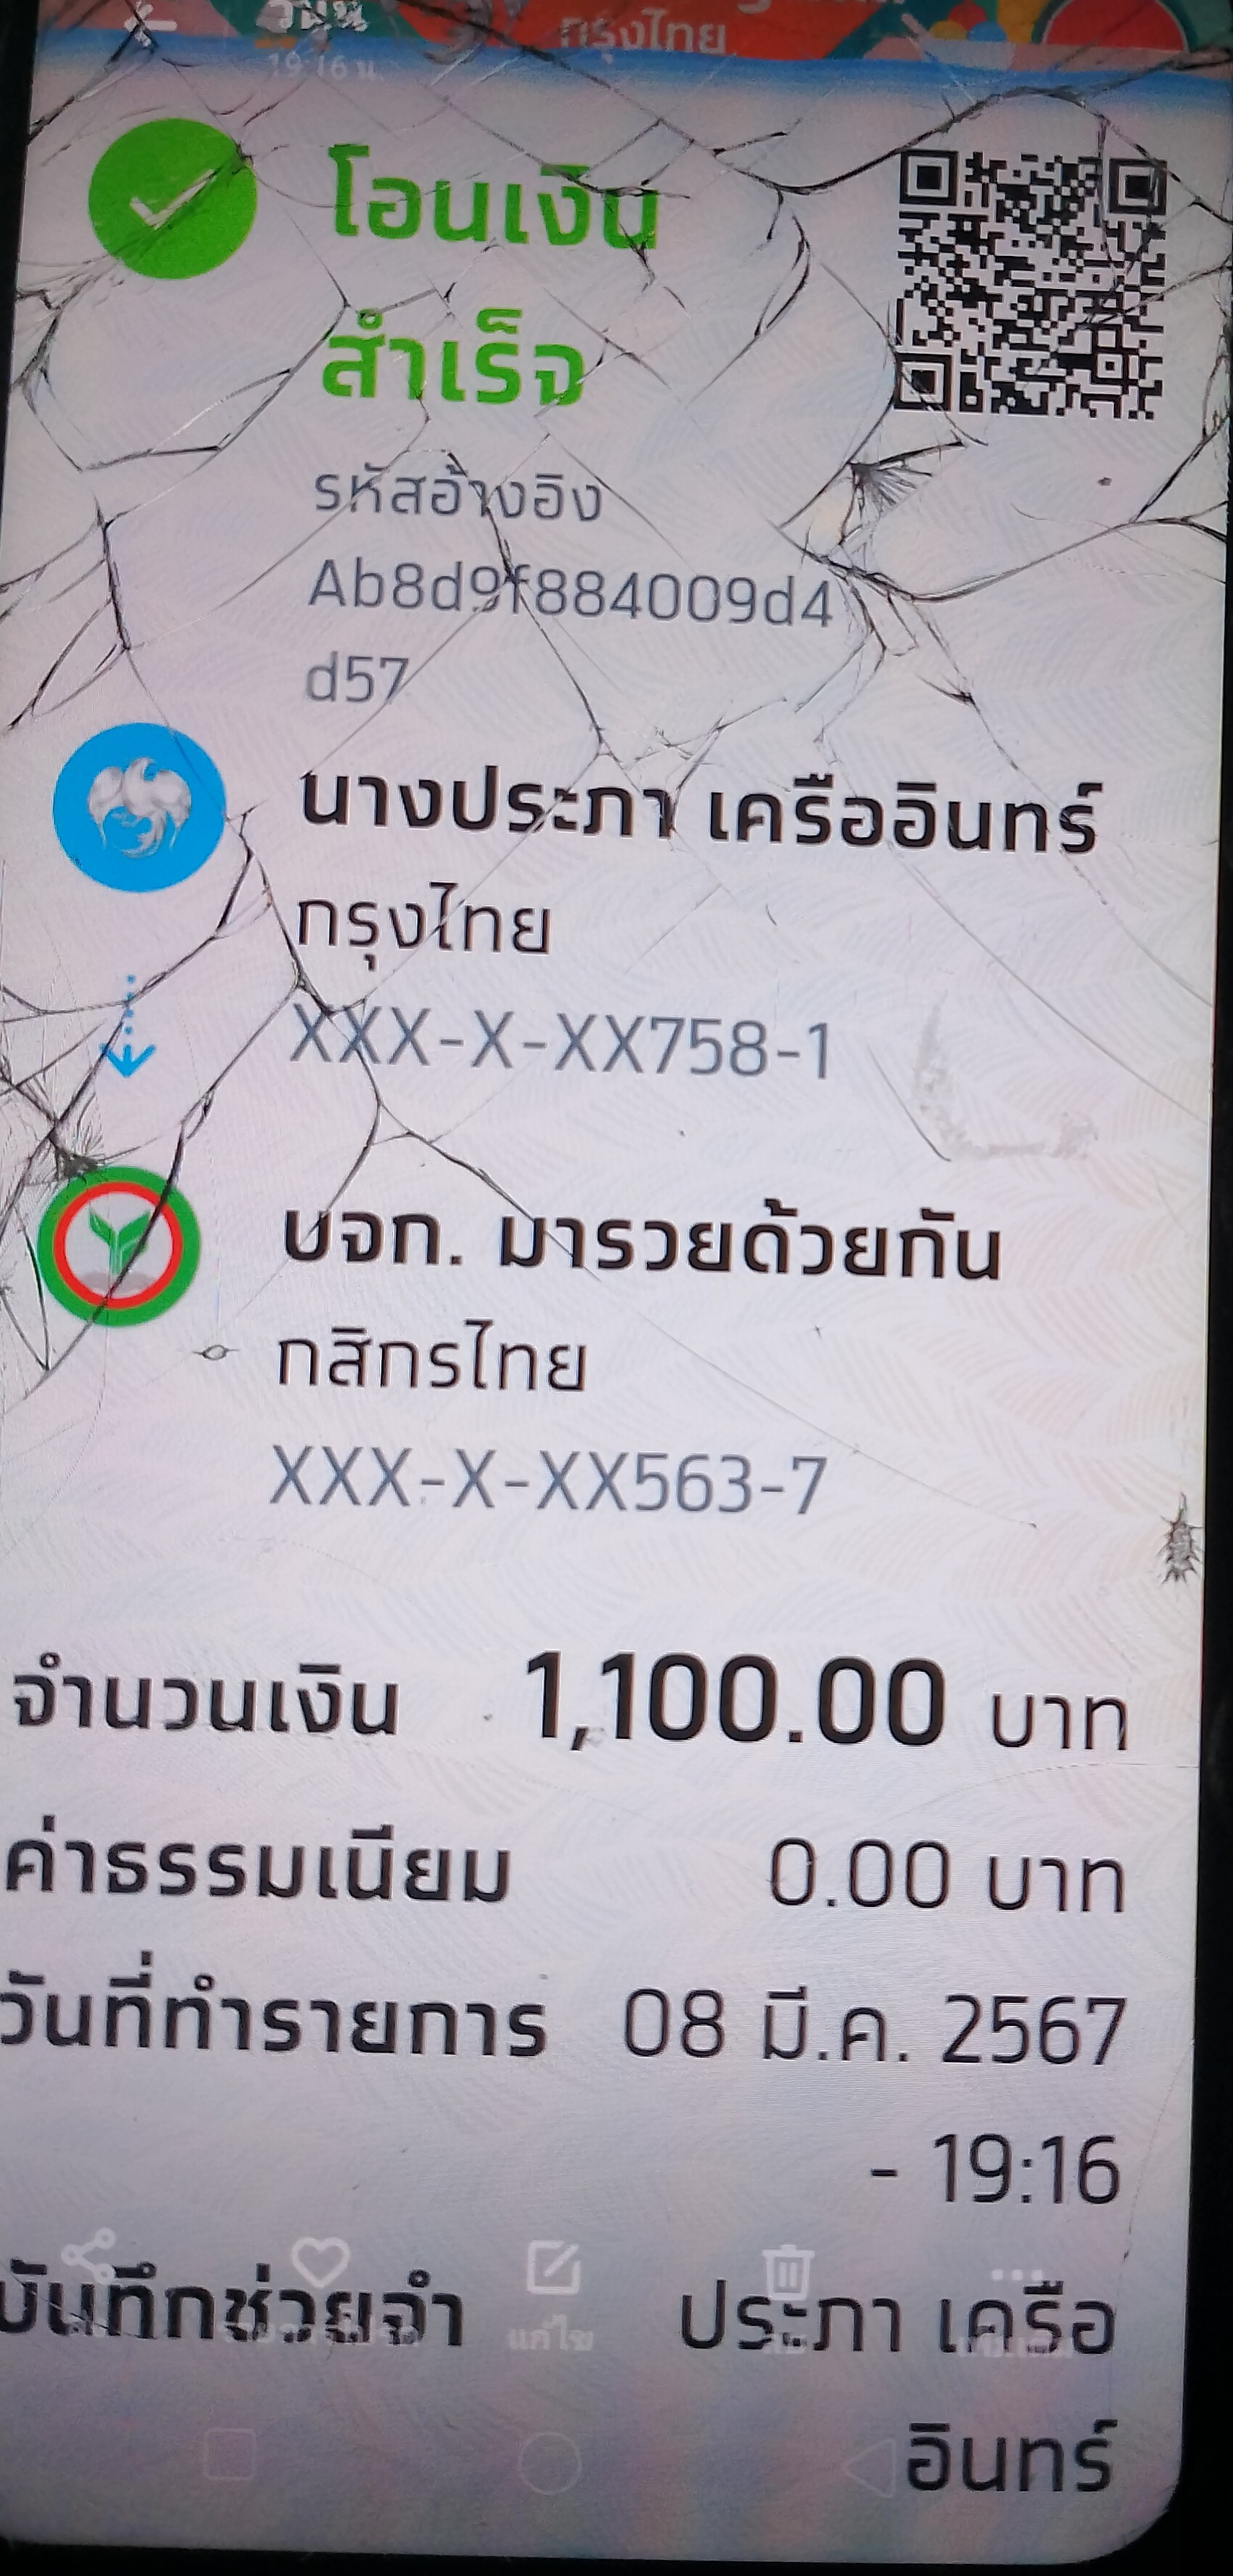 กรุงไทย
19:16 น.
โอนเงิน
สำเร็จ
รหัสอ้างอิง
Ab8d9f884009d4
d57
นางประภา เครืออินทร์
กรุงไทย
XXX-X-XX758-1
บจก. มารวยด้วยกัน
กสิกรไทย
XXX-X-XX563-7
จำนวนเงิน 1,100.00 บาท
ค่าธรรมเนียม 0.00 บาท
วันที่ทำรายการ 08 มี.ค. 2567
- 19:16
บันทึกช่วยจำ ประภา เครือ
แก้ไข
อินทร์